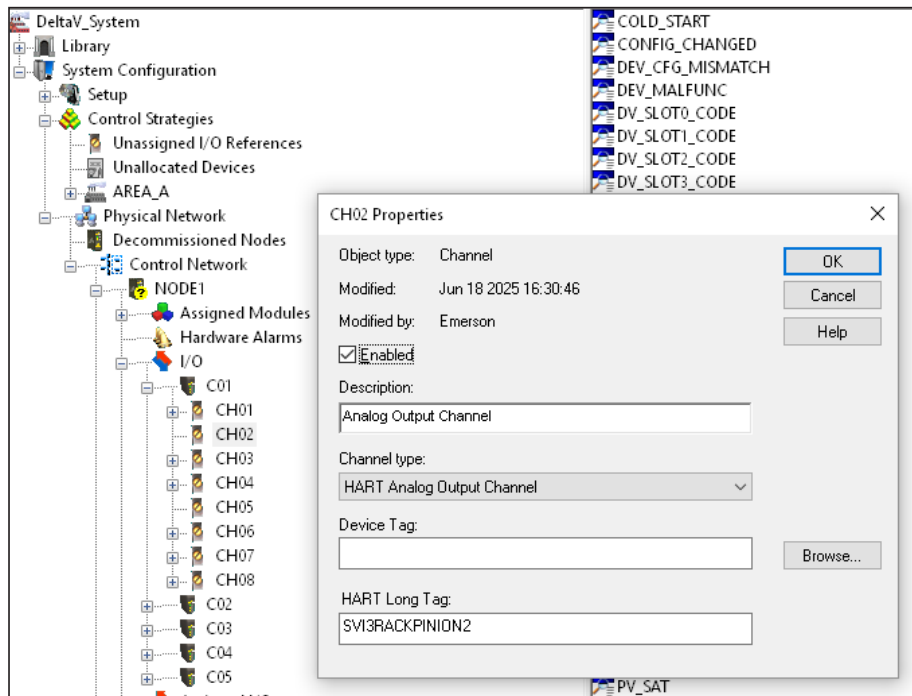 DeltaV_System
Library
System Configuration
Setup
Control Strategies
Unassigned I/O References
Unallocated Devices
AREA_A
Physical Network
Decommissioned Nodes
Control Network
NODE1
Assigned Modules
Hardware Alarms
I/O
C01
CH01
CH02
CH03
CH04
CH05
CH06
CH07
CH08
C02
C03
C04
C05
COLD_START
CONFIG_CHANGED
DEV_CFG_MISMATCH
DEV_MALFUNC
DV_SLOT0_CODE
DV_SLOT1_CODE
DV_SLOT2_CODE
DV_SLOT3_CODE
CH02 Properties
Object type: Channel
Modified: Jun 18 2025 16:30:46
Modified by: Emerson
Enabled
Description:
Analog Output Channel
Channel type:
HART Analog Output Channel
Device Tag:
HART Long Tag:
SVI3RACKPINION2
OK
Cancel
Help
Browse...
PV_SAT